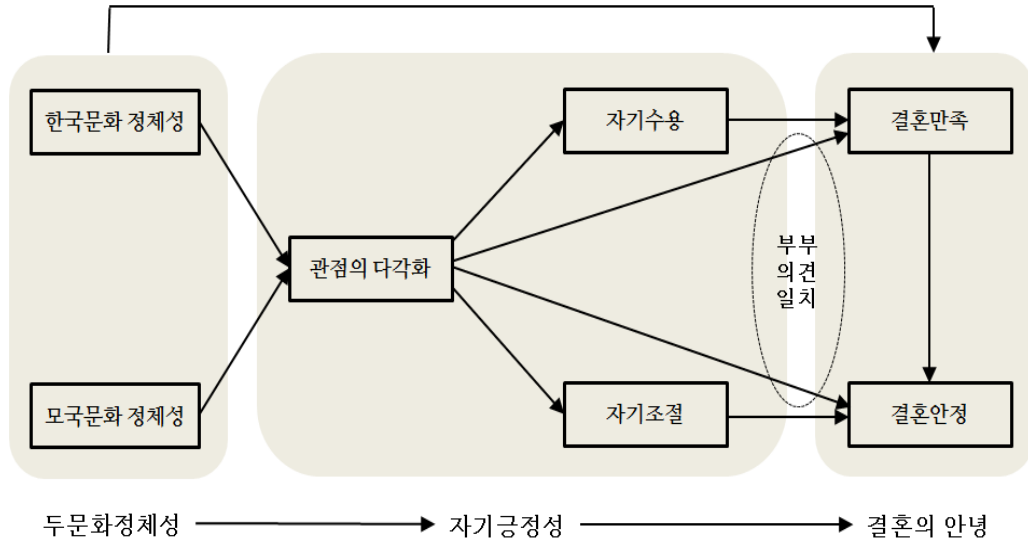 한국문화 정체성
자기수용
결혼만족
관점의 다각화
부부
의견
일치
모국문화 정체성
자기조절
결혼안정
두문화정체성
자기긍정성
결혼의 안녕